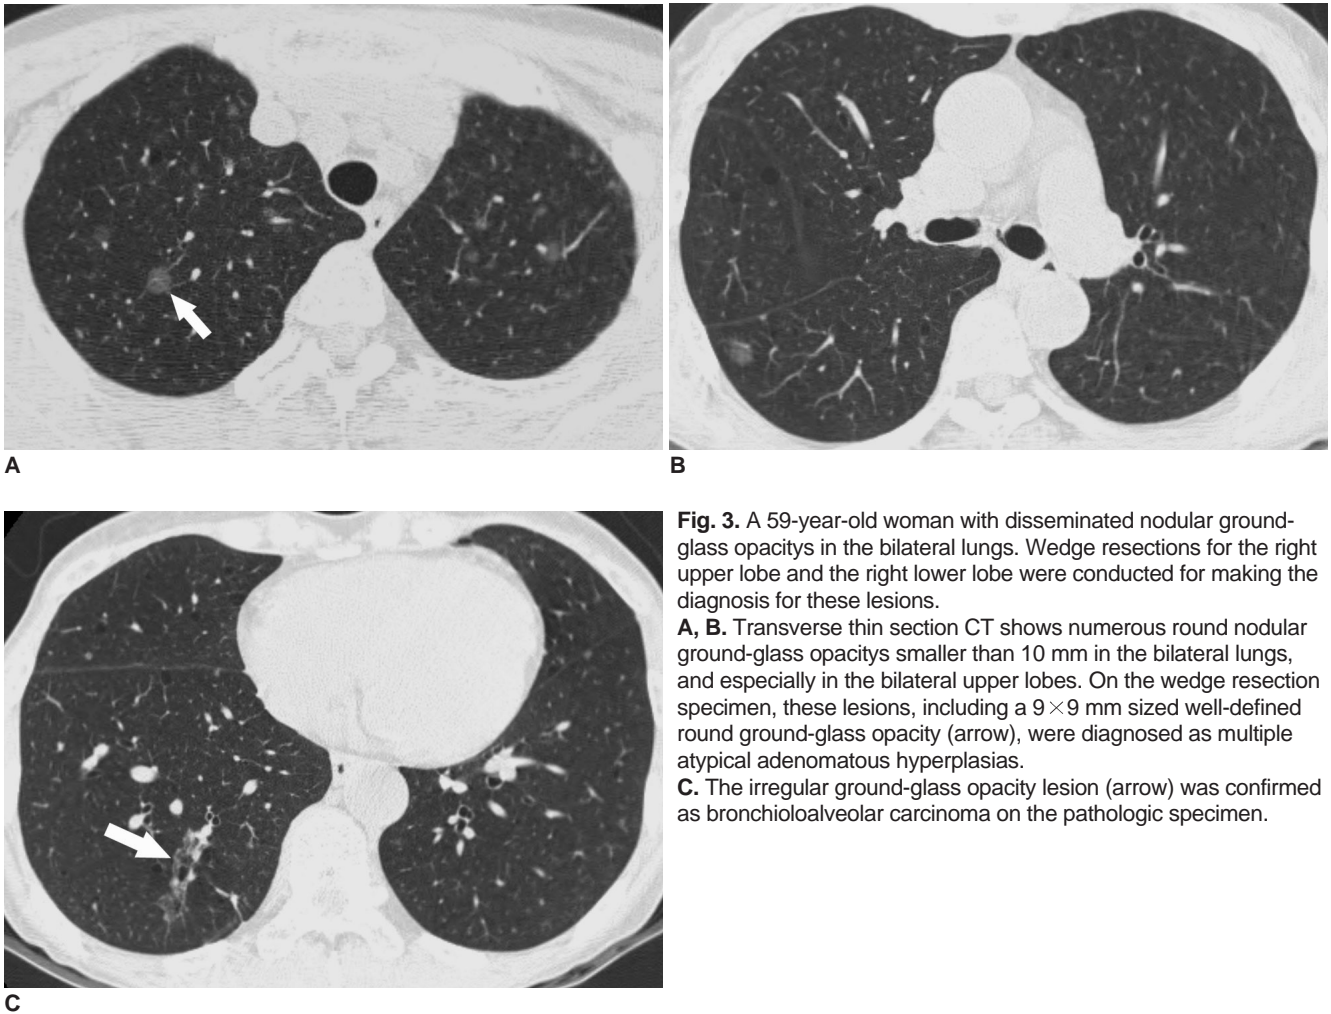 A
B
C
Fig. 3. A 59-year-old woman with disseminated nodular ground-
glass opacitys in the bilateral lungs. Wedge resections for the right
upper lobe and the right lower lobe were conducted for making the
diagnosis for these lesions.
A, B. Transverse thin section CT shows numerous round nodular
ground-glass opacitys smaller than 10 mm in the bilateral lungs,
and especially in the bilateral upper lobes. On the wedge resection
specimen, these lesions, including a 9×9 mm sized well-defined
round ground-glass opacity (arrow), were diagnosed as multiple
atypical adenomatous hyperplasias.
C. The irregular ground-glass opacity lesion (arrow) was confirmed
as bronchioloalveolar carcinoma on the pathologic specimen.